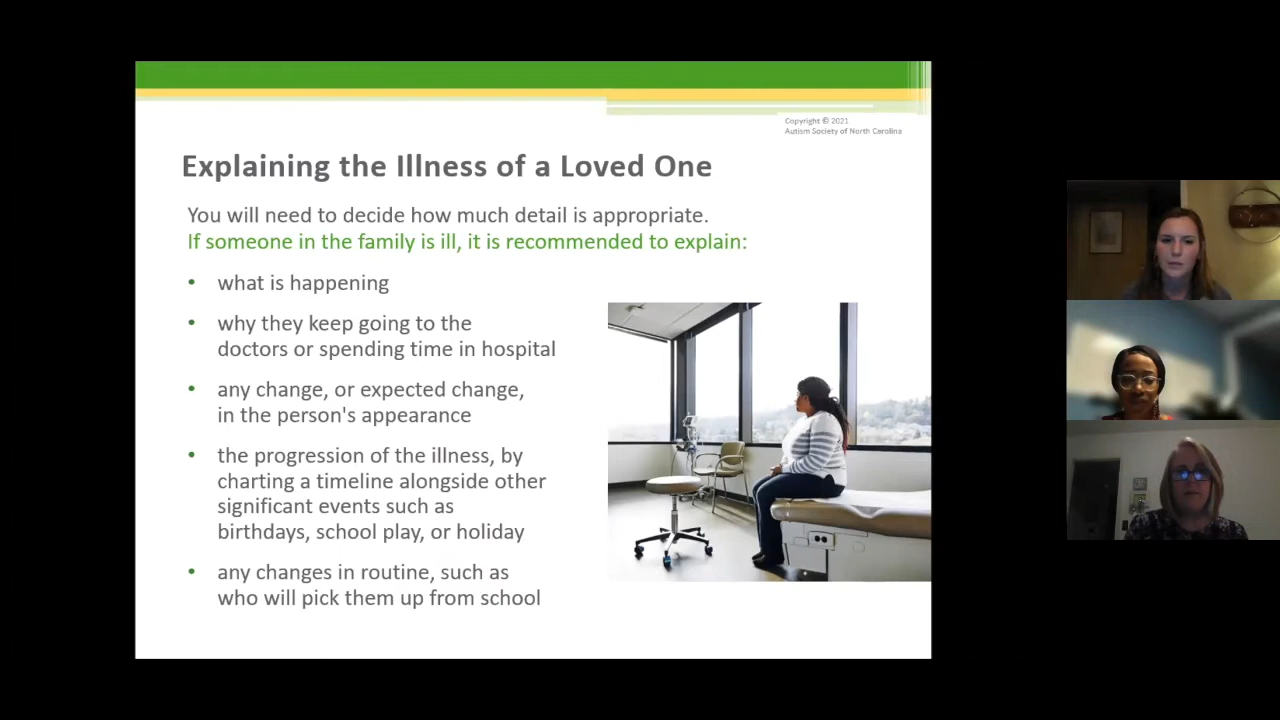 Copyright © 2021
Autism Society of North Carolina
Explaining the Illness of a Loved One
You will need to decide how much detail is appropriate.
If someone in the family is ill, it is recommended to explain:
• what is happening
• why they keep going to the
doctors or spending time in hospital
• any change, or expected change,
in the person's appearance
• the progression of the illness, by
charting a timeline alongside other
significant events such as
birthdays, school play, or holiday
• any changes in routine, such as
who will pick them up from school